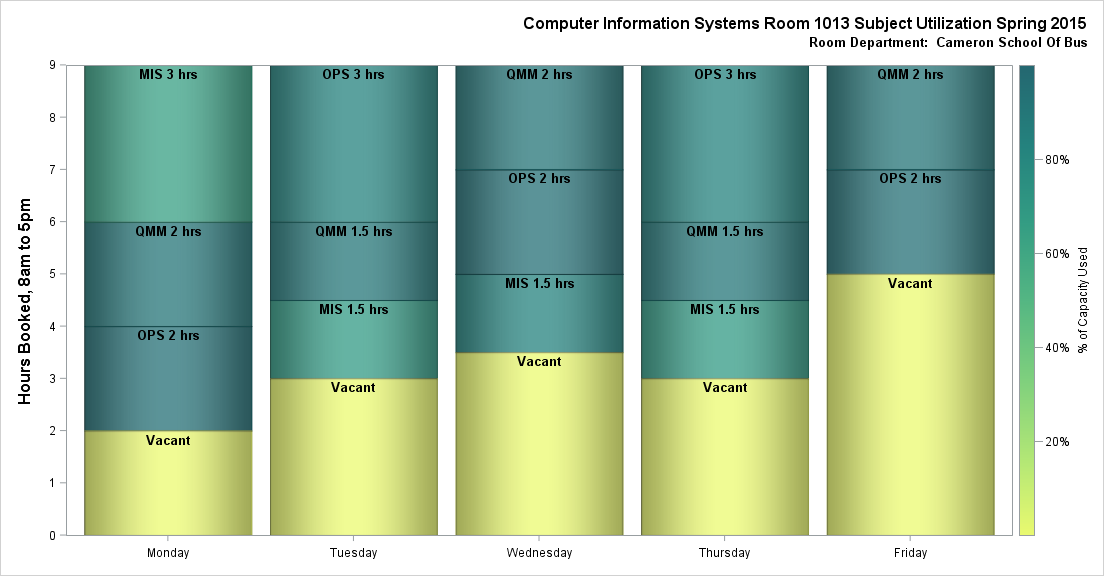 Computer Information Systems Room 1013 Subject Utilization Spring 2015
Room Department:  Cameron School Of Bus
Hours Booked, 8am to 5pm
9
8
7
6
5
4
3
2
1
0
MIS 3 hrs
QMM 2 hrs
OPS 2 hrs
Vacant
OPS 3 hrs
QMM 1.5 hrs
MIS 1.5 hrs
Vacant
QMM 2 hrs
OPS 2 hrs
MIS 1.5 hrs
Vacant
OPS 3 hrs
QMM 1.5 hrs
MIS 1.5 hrs
Vacant
QMM 2 hrs
OPS 2 hrs
Vacant
Monday
Tuesday
Wednesday
Thursday
Friday
80%
60%
40%
20%
% of Capacity Used